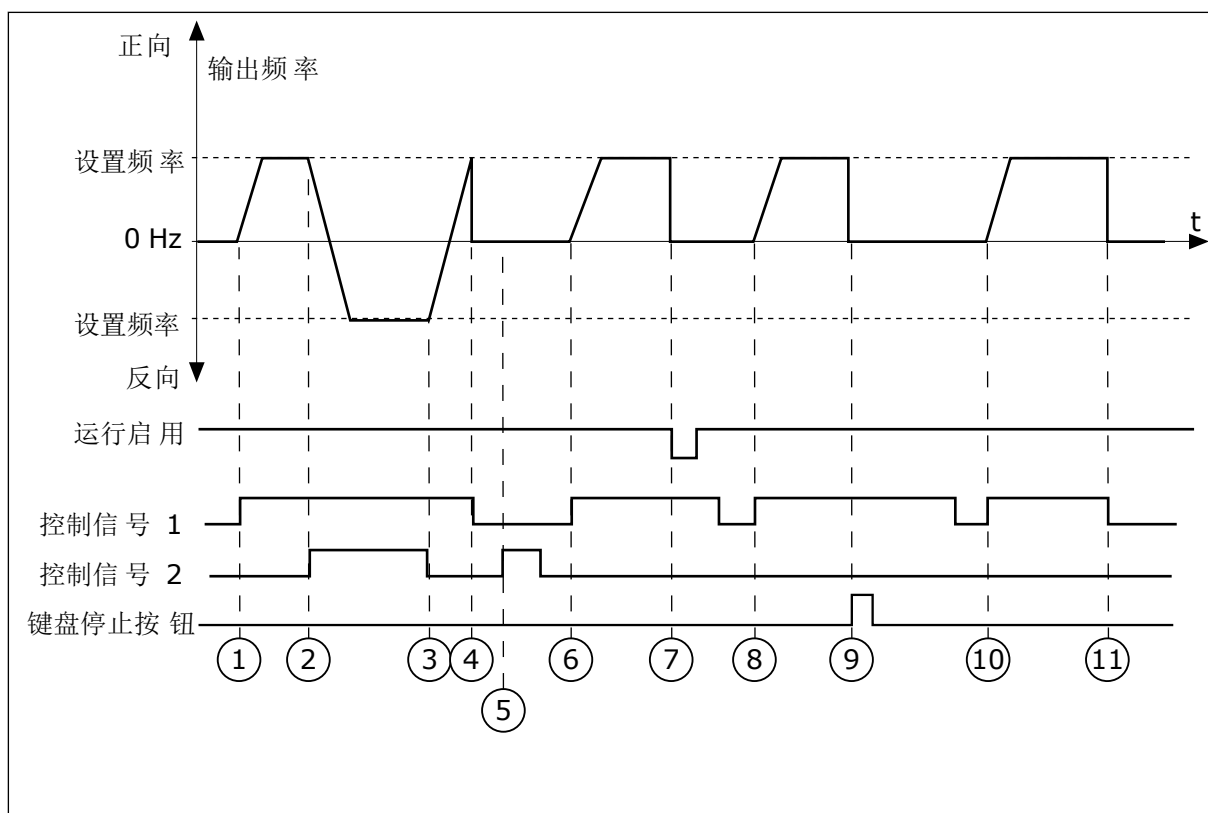 正向
输出频 率
设置频 率
0 Hz
t
设置频率
反向
运行启 用
控制信 号 1
控制信 号 2
键盘停止按 钮
1 2 3 4 6 7 8 9 10 11
5